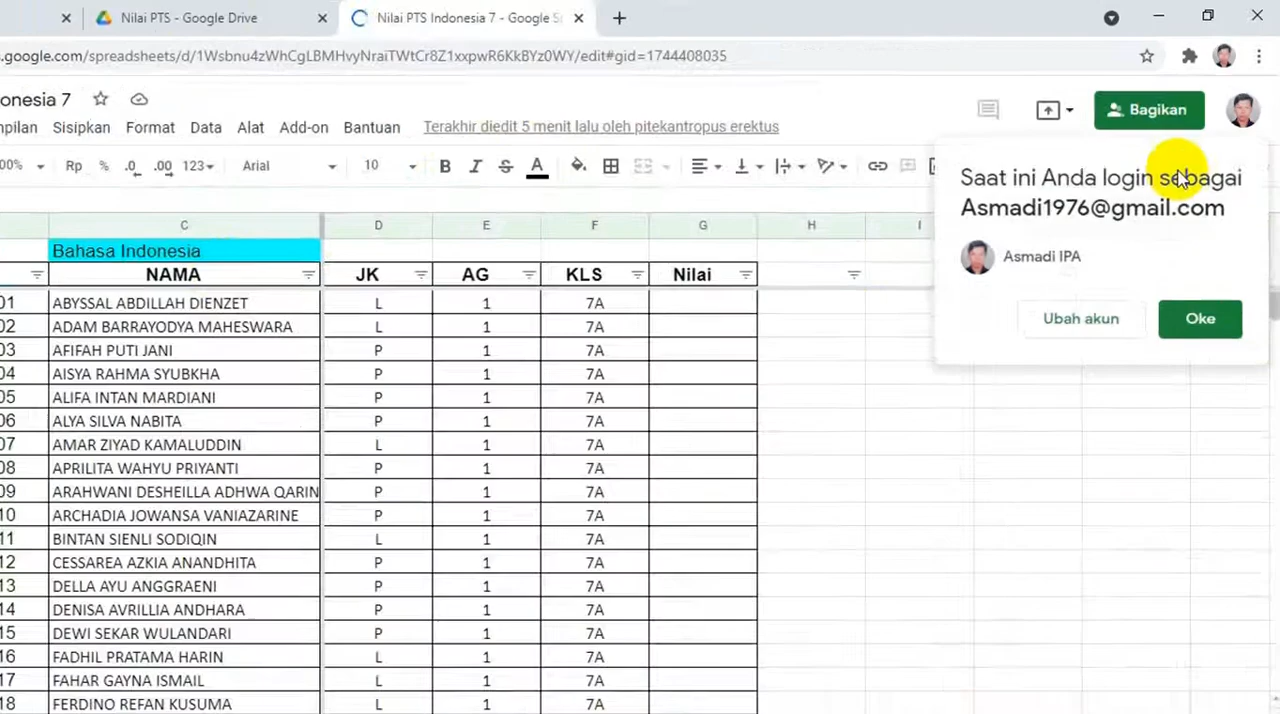 Nilai PTS - Google Drive
Nilai PTS Indonesia 7 - Google S
s.google.com/spreadsheets/d/1Wsbnu4zWhCgLBMHvyNraiTWtCr8Z1xxpwR6KkBYz0WY/edit#gid=1744408035
onesia 7
Bagikan
mpilan Sisipkan Format Data Alat Add-on Bantuan Terakhir diedit 5 menit lalu oleh pitekantropus erektus
00% Rp % .0 .00 123 Arial 10 B I S A
Saat ini Anda login sebagai
Asmadi1976@gmail.com
Asmadi IPA
Ubah akun Oke
C D E F G H I
Bahasa Indonesia
NAMA JK AG KLS Nilai
01 ABYSSAL ABDILLAH DIENZET L 1 7A
02 ADAM BARRAYODYA MAHESWARA L 1 7A
03 AFIFAH PUTI JANI P 1 7A
04 AISYA RAHMA SYUBKHA P 1 7A
05 ALIFA INTAN MARDIANI P 1 7A
06 ALYA SILVA NABITA P 1 7A
07 AMAR ZIYAD KAMALUDDIN L 1 7A
08 APRILITA WAHYU PRIYANTI P 1 7A
09 ARAHWANI DESHEILLA ADHWA QARIN P 1 7A
10 ARCHADIA JOWANSA VANIAZARINE P 1 7A
11 BINTAN SIENLI SODIQIN L 1 7A
12 CESSAREA AZKIA ANANDHITA P 1 7A
13 DELLA AYU ANGGRAENI P 1 7A
14 DENISA AVRILLIA ANDHARA P 1 7A
15 DEWI SEKAR WULANDARI P 1 7A
16 FADHIL PRATAMA HARIN L 1 7A
17 FAHAR GAYNA ISMAIL L 1 7A
18 FERDINO REFAN KUSUMA L 1 7A